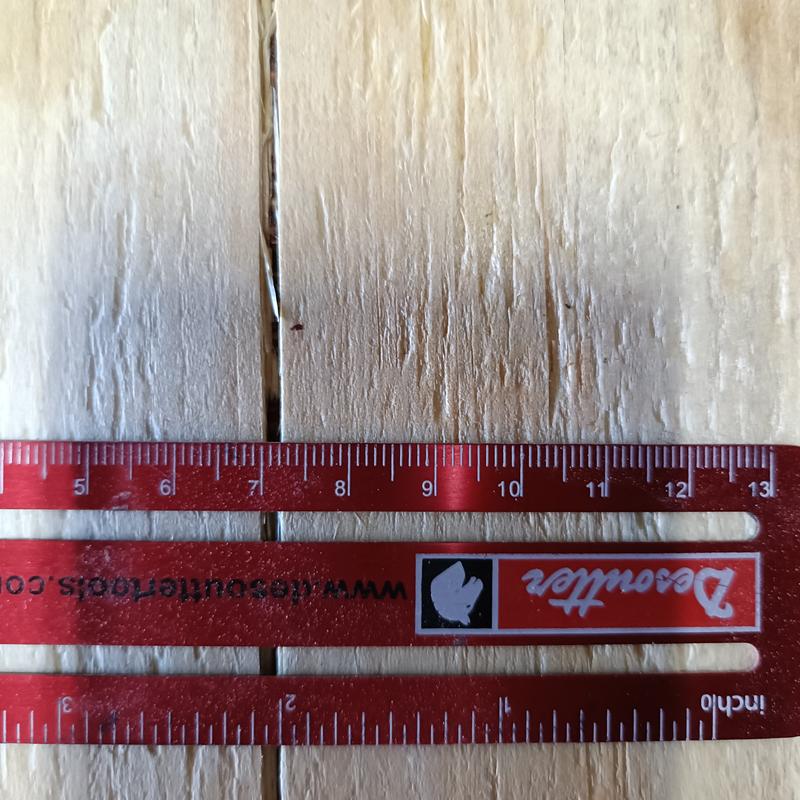 5 6 7 8 9 10 11 12 13
Desoutter www.desouttertools.co
inch 0 1 2 3